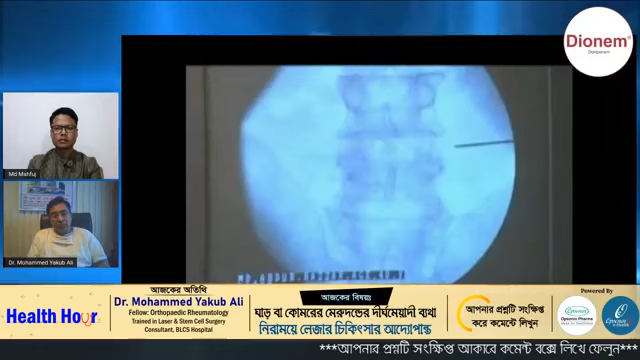 Dionem®
Domperidone
Md Mahfuj
Dr. Mohammed Yakub Ali
Health Hour
আজকের অতিথি
Dr. Mohammed Yakub Ali
Fellow: Orthopaedic Rheumatology
Trained in Laser & Stem Cell Surgery
Consultant, BLCS Hospital
আজকের বিষয়ঃ
ঘাড় বা কোমরের মেরুদন্ডের দীর্ঘমেয়াদী ব্যথা
নিরাময়ে লেজার চিকিৎসার আদ্যোপান্ত
আপনার প্রশ্নটি সংক্ষিপ্ত
করে কমেন্টে লিখুন
Powered By
Opsonin Pharma
***আপনার প্রশ্নটি সংক্ষিপ্ত আকারে কমেন্ট বক্সে লিখে ফেলুন***